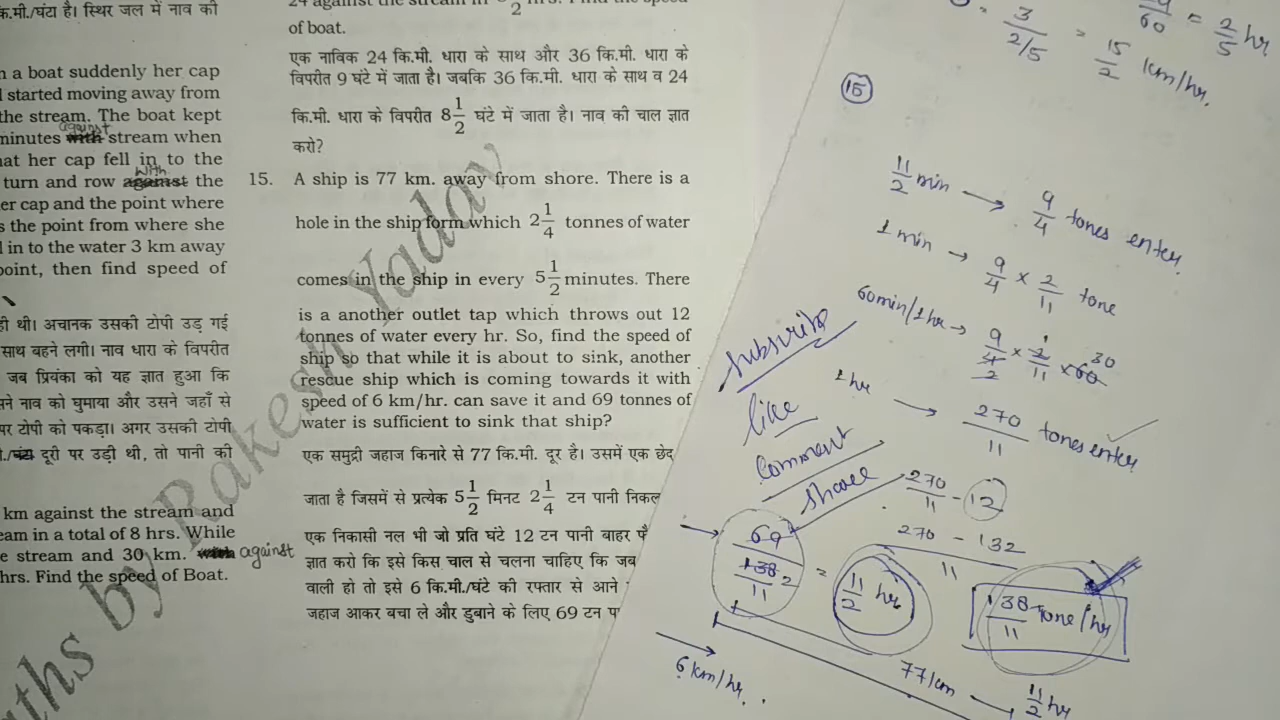 के.मी./घंटा है। स्थिर जल में नाव की
n a boat suddenly her cap
l started moving away from
the stream. The boat kept
against
minutes with stream when
nat her cap fell in to the
with
turn and row against the
er cap and the point where
s the point from where she
l in to the water 3 km away
point, then find speed of
ही थी। अचानक उसकी टोपी उड़ गई
साथ बहने लगी। नाव धारा के विपरीत
जब प्रियंका को यह ज्ञात हुआ कि
सने नाव को घुमाया और उसने जहाँ से
पर टोपी को पकड़ा। अगर उसकी टोपी
./घंटा दूरी पर उड़ी थी, तो पानी की
km against the stream and
eam in a total of 8 hrs. While
e stream and 30 km. with against
hrs. Find the speed of Boat.
of boat.
एक नाविक 24 कि.मी. धारा के साथ और 36 कि.मी. धारा के
विपरीत 9 घंटे में जाता है। जबकि 36 कि.मी. धारा के साथ व 24
कि.मी. धारा के विपरीत 8 1/2 घंटे में जाता है। नाव की चाल ज्ञात
करो?
15. A ship is 77 km. away from shore. There is a
hole in the ship form which 2 1/4 tonnes of water
comes in the ship in every 5 1/2 minutes. There
is a another outlet tap which throws out 12
tonnes of water every hr. So, find the speed of
ship so that while it is about to sink, another
rescue ship which is coming towards it with
speed of 6 km/hr. can save it and 69 tonnes of
water is sufficient to sink that ship?
एक समुद्री जहाज किनारे से 77 कि.मी. दूर है। उसमें एक छेद
जाता है जिसमें से प्रत्येक 5 1/2 मिनट 2 1/4 टन पानी निकल
एक निकासी नल भी जो प्रति घंटे 12 टन पानी बाहर फै
ज्ञात करो कि इसे किस चाल से चलना चाहिए कि जब
वाली हो तो इसे 6 कि.मी./घंटे की रफ्तार से आने
जहाज आकर बचा ले और डुबाने के लिए 69 टन प
Maths by Rakesh Yadav
/60 = 2/5 hr
= 3/2/5 = 15/2 km/hr.
15
11/2 min → 9/4 tones enter.
1 min → 9/4 × 2/11 tone
60min/1hr → 9/4 × 2/11 × 60 30
1 hr → 270/11 tones enter
270/11 - 12
270 - 132/11
138/11 tone/hr
Subscribe
like
Comment
Share
69/138/11 2 = 11/2 hr
6 km/hr.
77 km → 11/2 hr